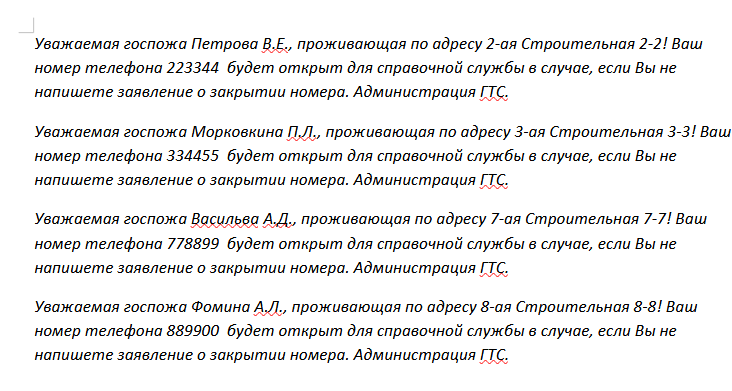 Уважаемая госпожа Петрова В.Е., проживающая по адресу 2-ая Строительная 2-2! Ваш
номер телефона 223344  будет открыт для справочной службы в случае, если Вы не
напишете заявление о закрытии номера. Администрация ГТС.
Уважаемая госпожа Морковкина П.Л., проживающая по адресу 3-ая Строительная 3-3! Ваш
номер телефона 334455  будет открыт для справочной службы в случае, если Вы не
напишете заявление о закрытии номера. Администрация ГТС.
Уважаемая госпожа Васильва А.Д., проживающая по адресу 7-ая Строительная 7-7! Ваш
номер телефона 778899  будет открыт для справочной службы в случае, если Вы не
напишете заявление о закрытии номера. Администрация ГТС.
Уважаемая госпожа Фомина А.Л., проживающая по адресу 8-ая Строительная 8-8! Ваш
номер телефона 889900  будет открыт для справочной службы в случае, если Вы не
напишете заявление о закрытии номера. Администрация ГТС.